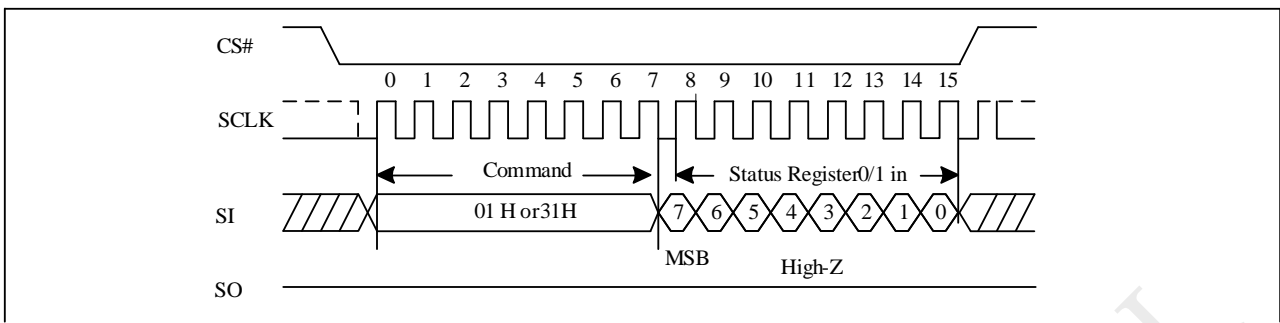 CS#
0 1 2 3 4 5 6 7 8 9 10 11 12 13 14 15
SCLK
Command Status Register0/1 in
SI 01 H or31H 7 6 5 4 3 2 1 0
MSB High-Z
SO